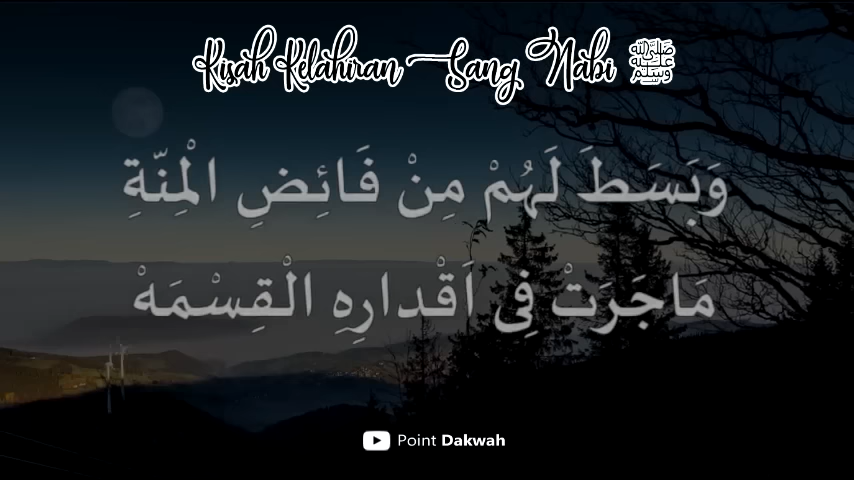 Kisah Kelahiran Sang Nabi ﷺ
وَبَسَطَ لَهُمْ مِنْ فَائِضِ الْمِنّةِ
مَاجَرَتْ فِى اَقْدارِهِ الْقِسْمَهْ
Point Dakwah